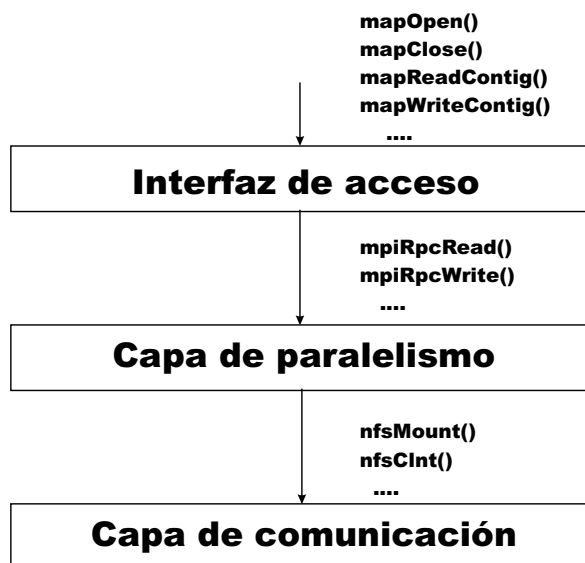 mapOpen()
mapClose()
mapReadContig()
mapWriteContig()
....
Interfaz de acceso
mpiRpcRead()
mpiRpcWrite()
....
Capa de paralelismo
nfsMount()
nfsClnt()
....
Capa de comunicación